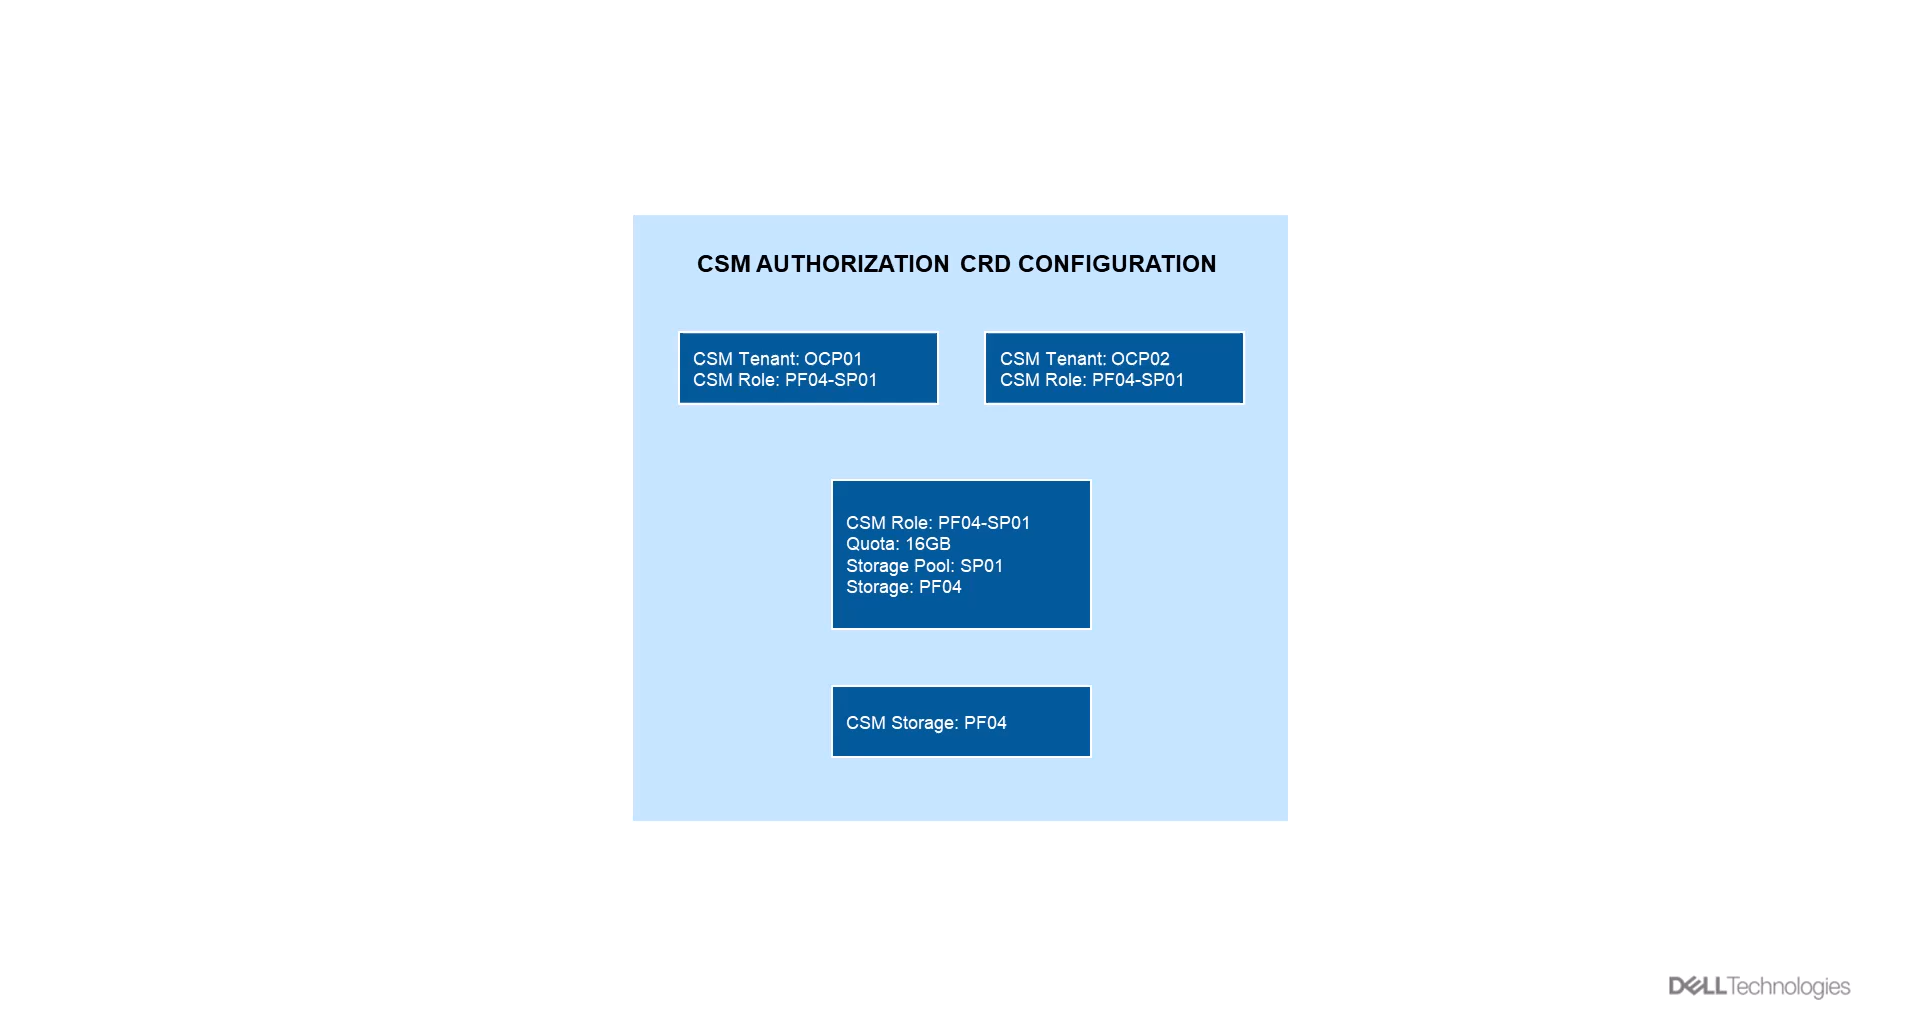 CSM AUTHORIZATION CRD CONFIGURATION
CSM Tenant: OCP01
CSM Role: PF04-SP01
CSM Tenant: OCP02
CSM Role: PF04-SP01
CSM Role: PF04-SP01
Quota: 16GB
Storage Pool: SP01
Storage: PF04
CSM Storage: PF04
DELLTechnologies